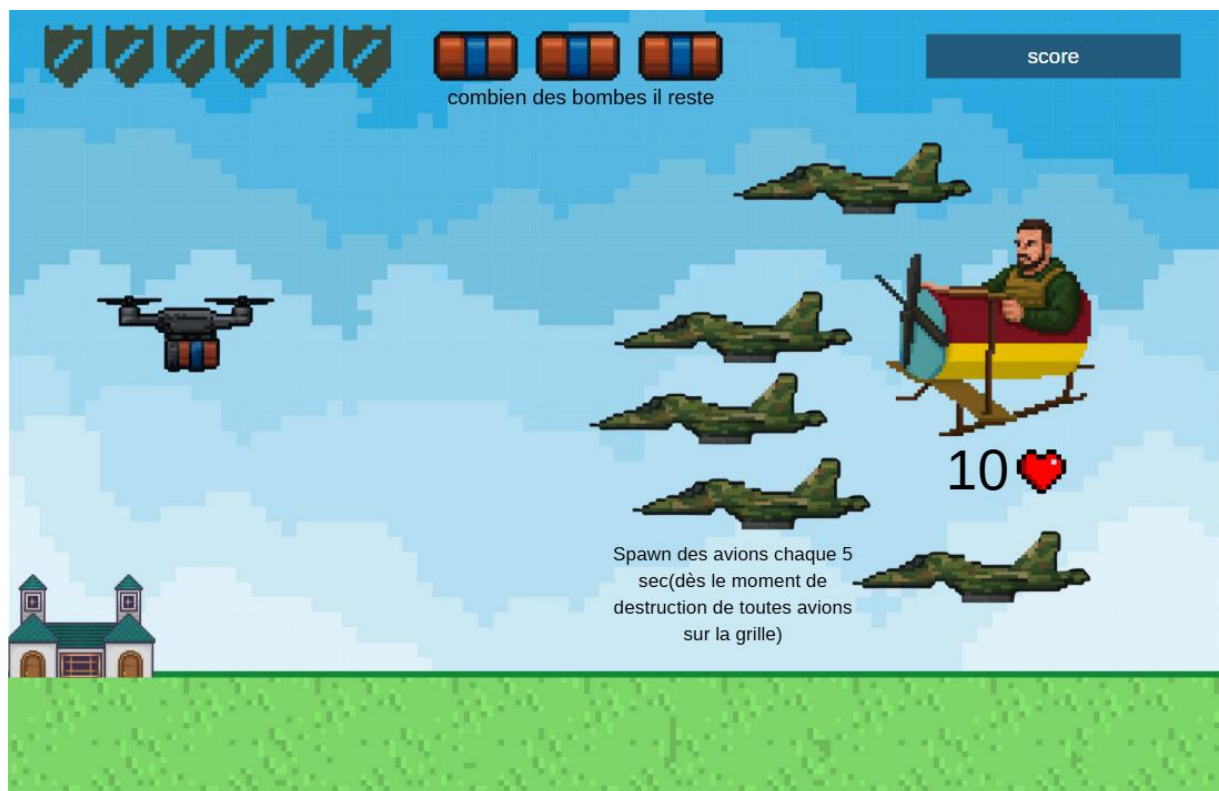 score
combien des bombes il reste
10
Spawn des avions chaque 5
sec(dès le moment de
destruction de toutes avions
sur la grille)